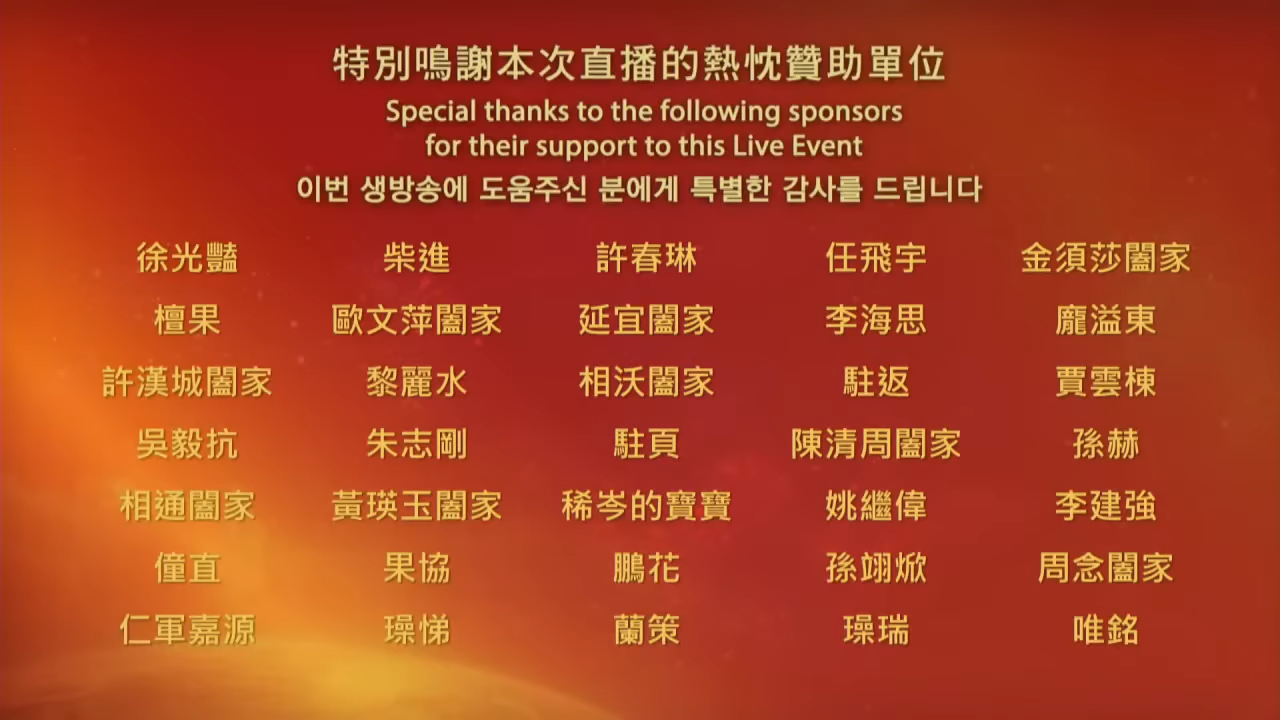 特別鳴謝本次直播的熱忱贊助單位
Special thanks to the following sponsors
for their support to this Live Event
이번 생방송에 도움주신 분에게 특별한 감사를 드립니다
徐光豔 柴進 許春琳 任飛宇 金須莎闔家
檀果 歐文萍闔家 延宜闔家 李海思 龐溢東
許漢城闔家 黎麗水 相沃闔家 駐返 賈雲棟
吳毅抗 朱志剛 駐頁 陳清周闔家 孫赫
相通闔家 黃瑛玉闔家 稀岑的寶寶 姚繼偉 李建強
僮直 果協 鵬花 孫翊焮 周念闔家
仁軍嘉源 璪悌 蘭策 璪瑞 唯銘